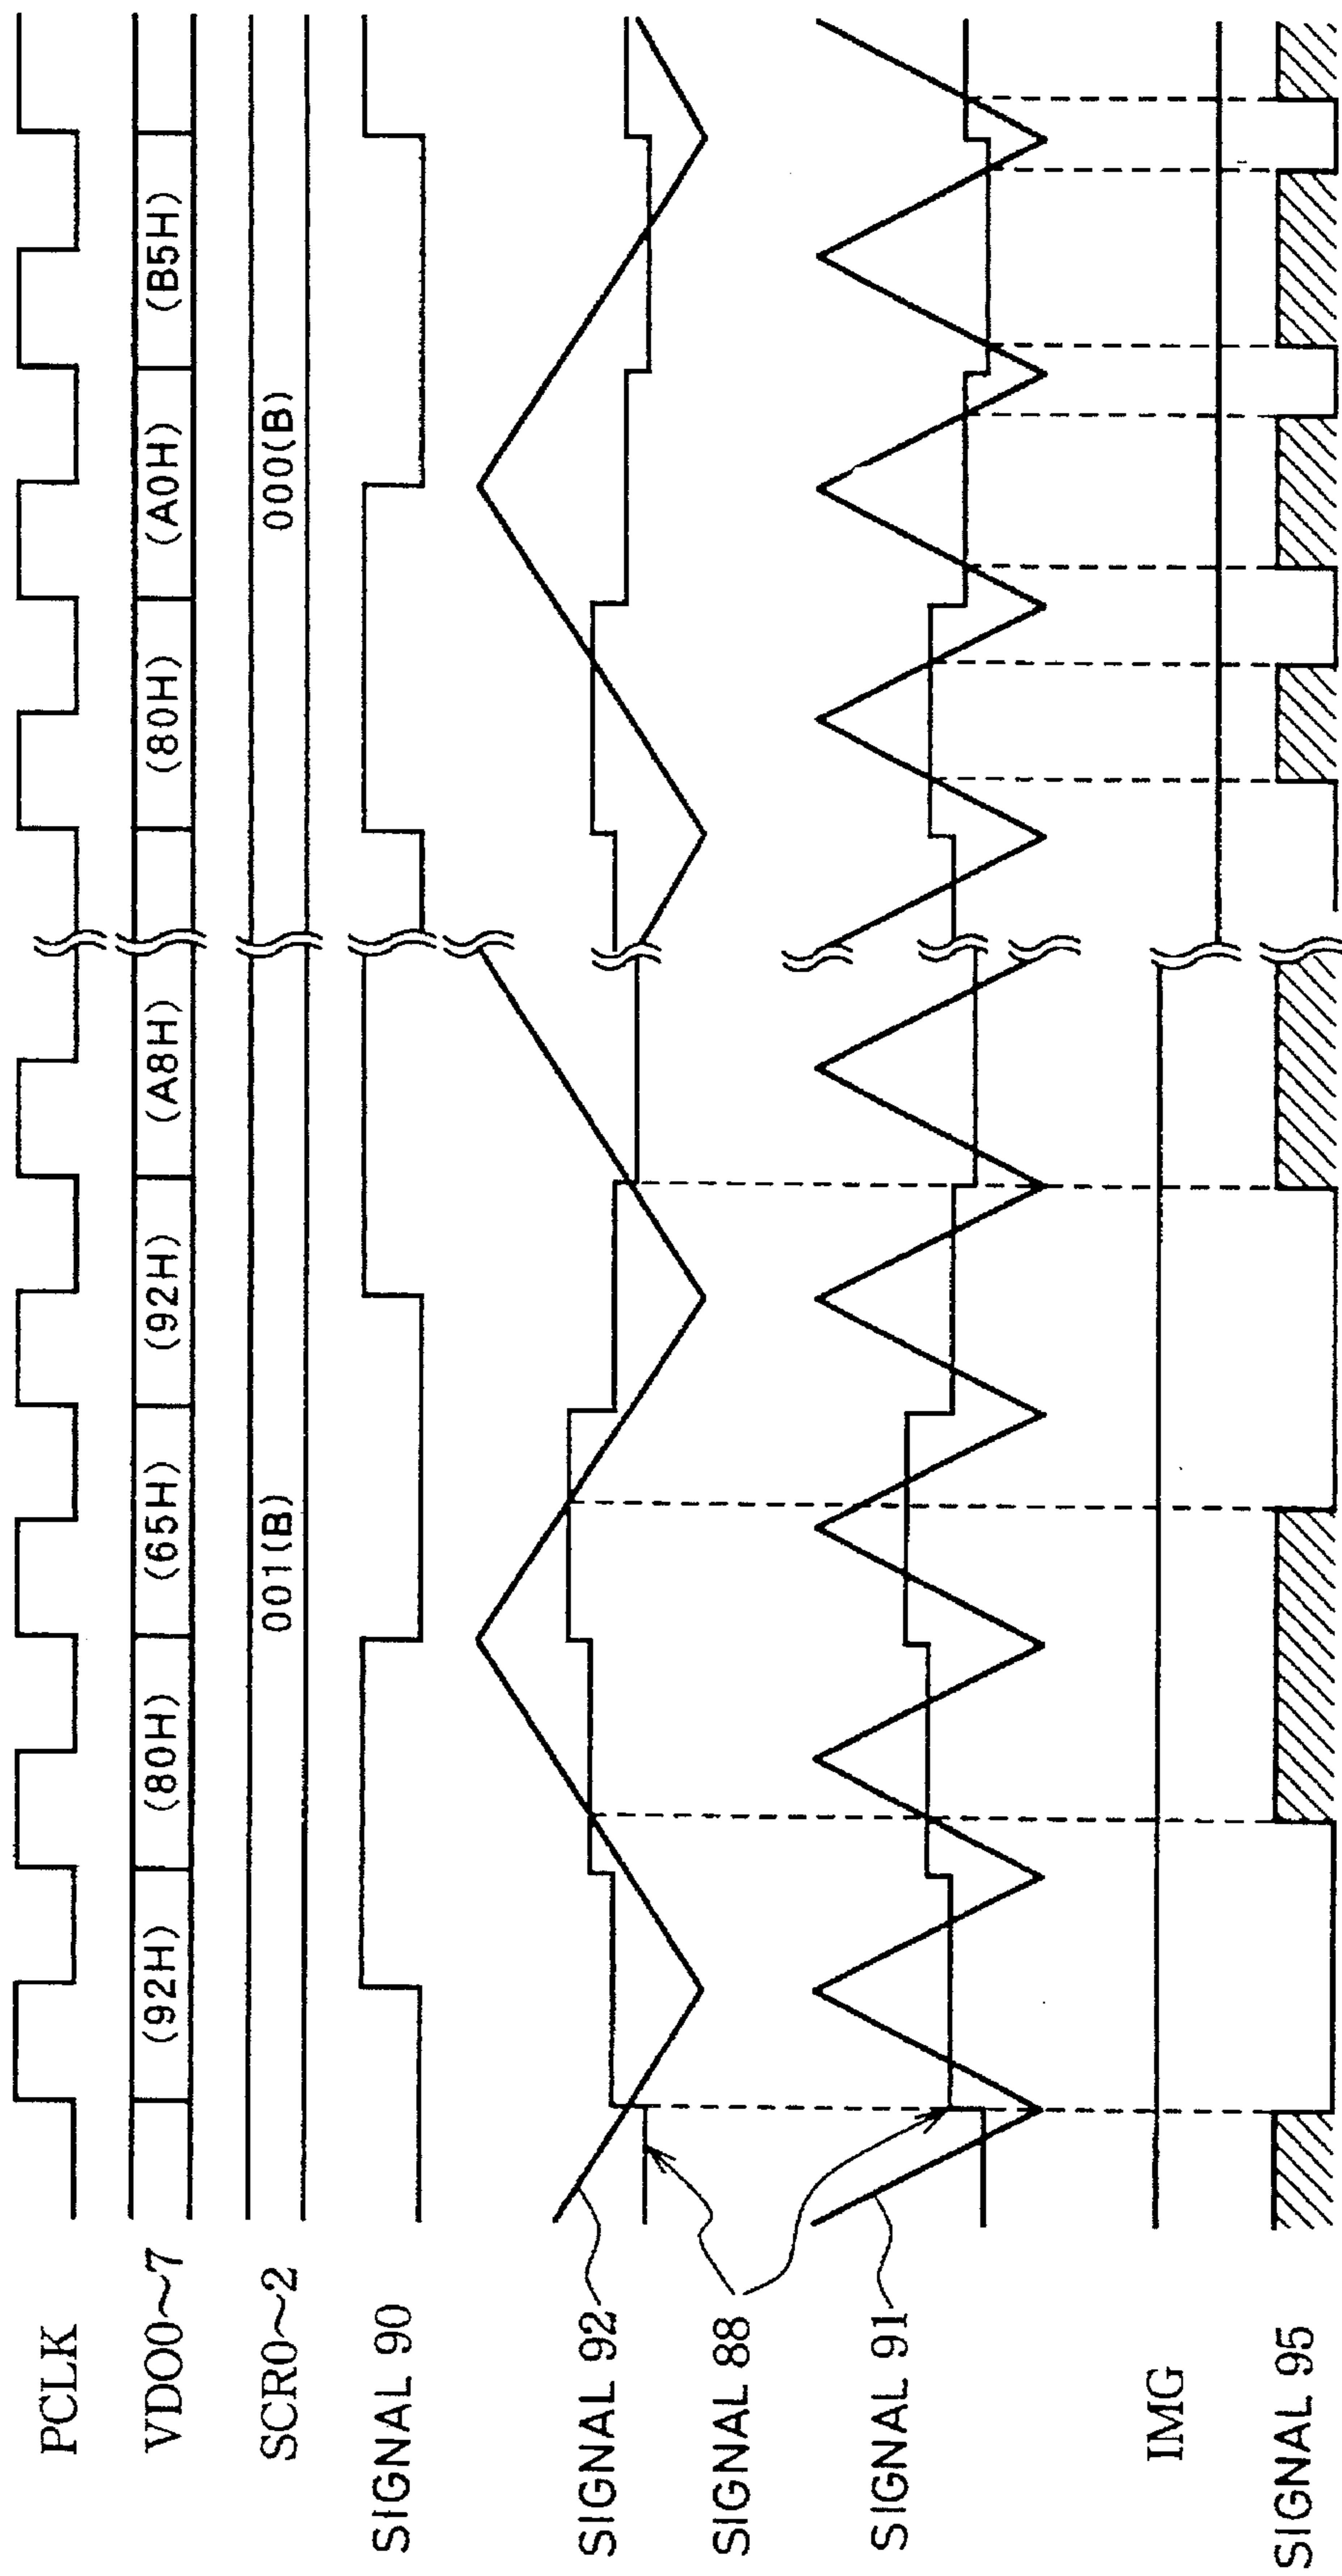 PCLK
VDO0～7 (92H) (80H) (65H) (92H) (A8H) (80H) (A0H) (B5H)
SCR0～2 001(B) 000(B)
SIGNAL 90
SIGNAL 92
SIGNAL 88
SIGNAL 91
IMG
SIGNAL 95